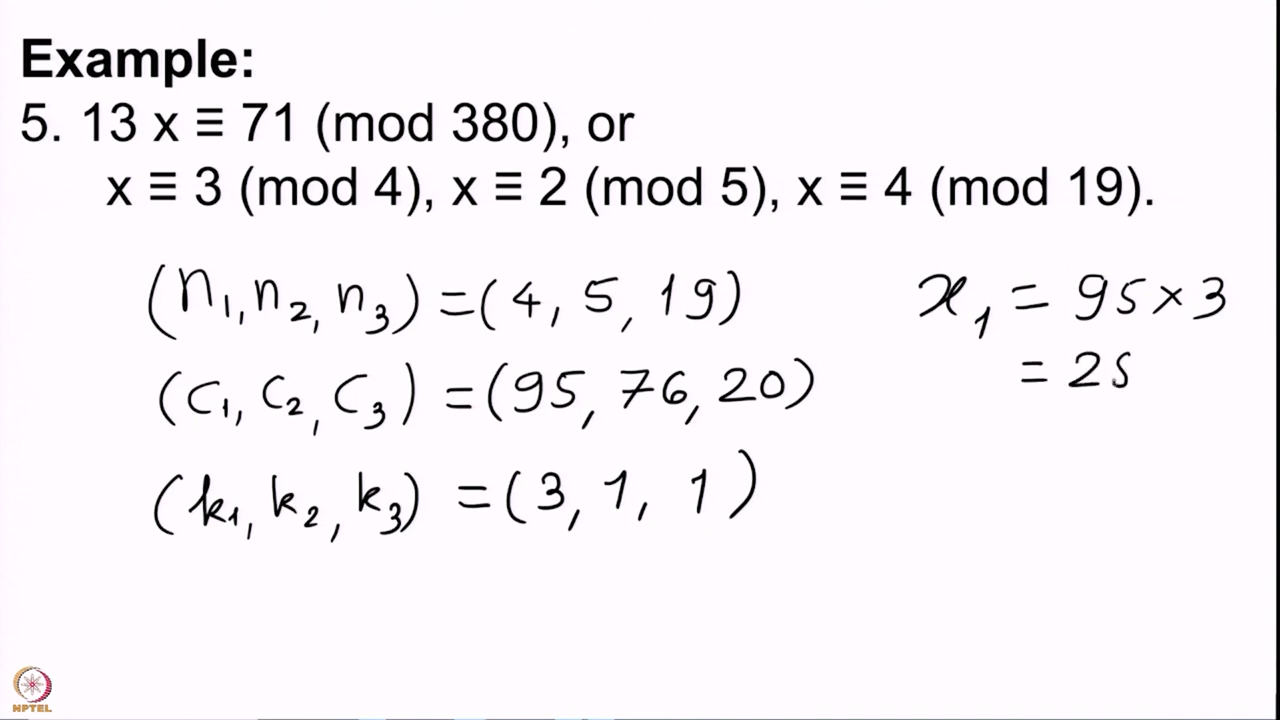 Example:
5. 13 x ≡ 71 (mod 380), or
x ≡ 3 (mod 4), x ≡ 2 (mod 5), x ≡ 4 (mod 19).
(n₁, n₂, n₃) = (4, 5, 19)
(c₁, c₂, c₃) = (95, 76, 20)
(k₁, k₂, k₃) = (3, 1, 1)
x₁ = 95 × 3
= 25
NPTEL